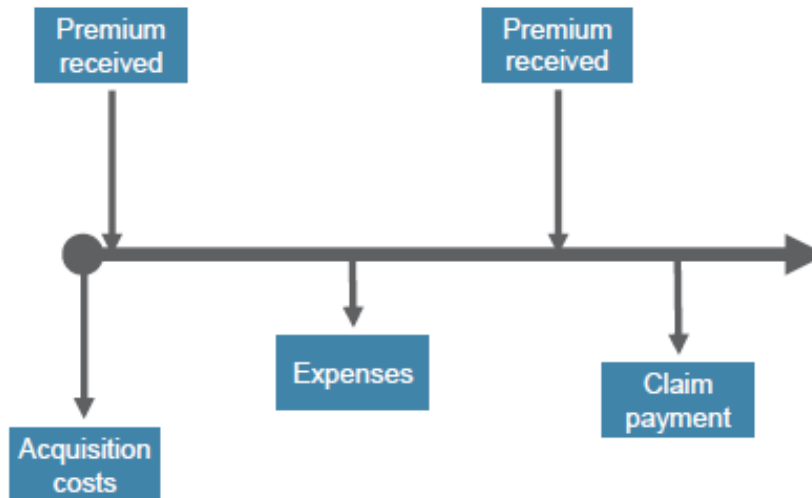 Premium
received
Premium
received
Expenses
Claim
payment
Acquisition
costs